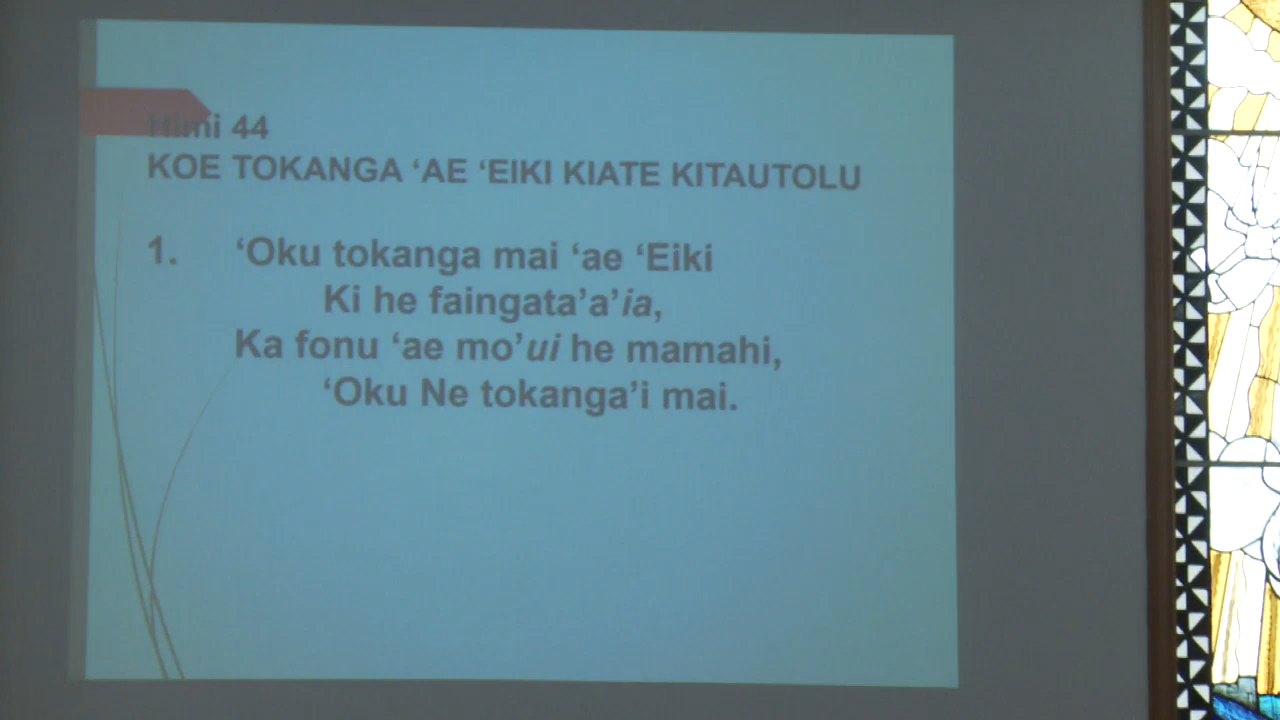 Himi 44
KOE TOKANGA ‘AE ‘EIKI KIATE KITAUTOLU
1. ‘Oku tokanga mai ‘ae ‘Eiki
Ki he faingata’a’ia,
Ka fonu ‘ae mo’ui he mamahi,
‘Oku Ne tokanga’i mai.